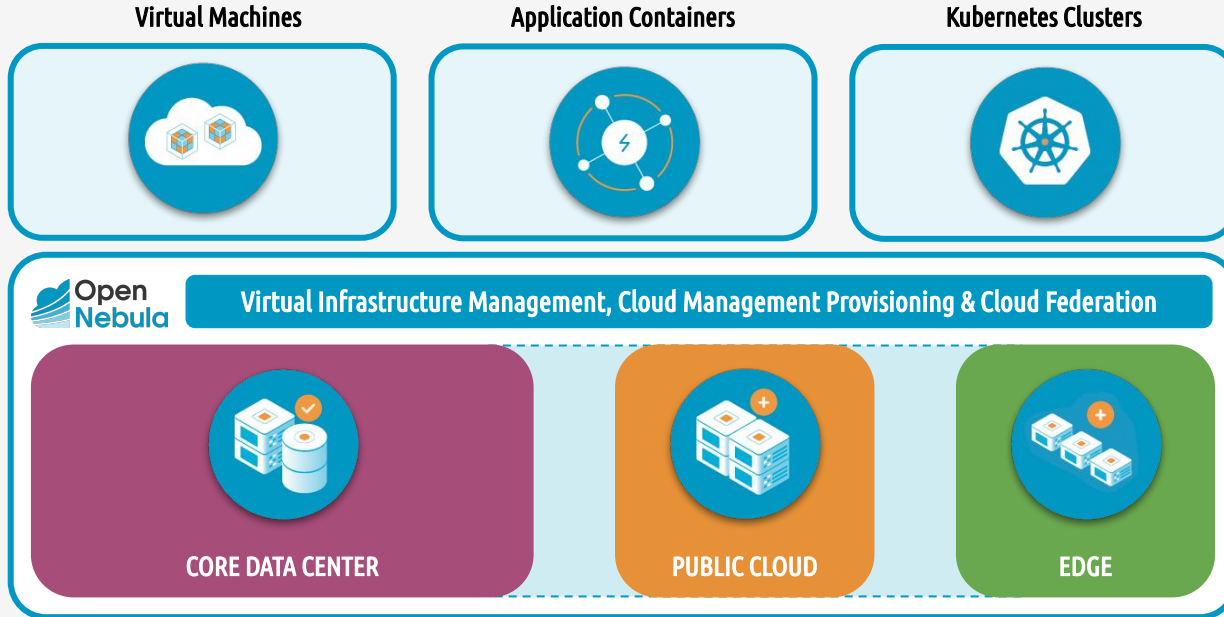 Virtual Machines
Application Containers
Kubernetes Clusters
Open
Nebula
Virtual Infrastructure Management, Cloud Management Provisioning & Cloud Federation
CORE DATA CENTER
PUBLIC CLOUD
EDGE